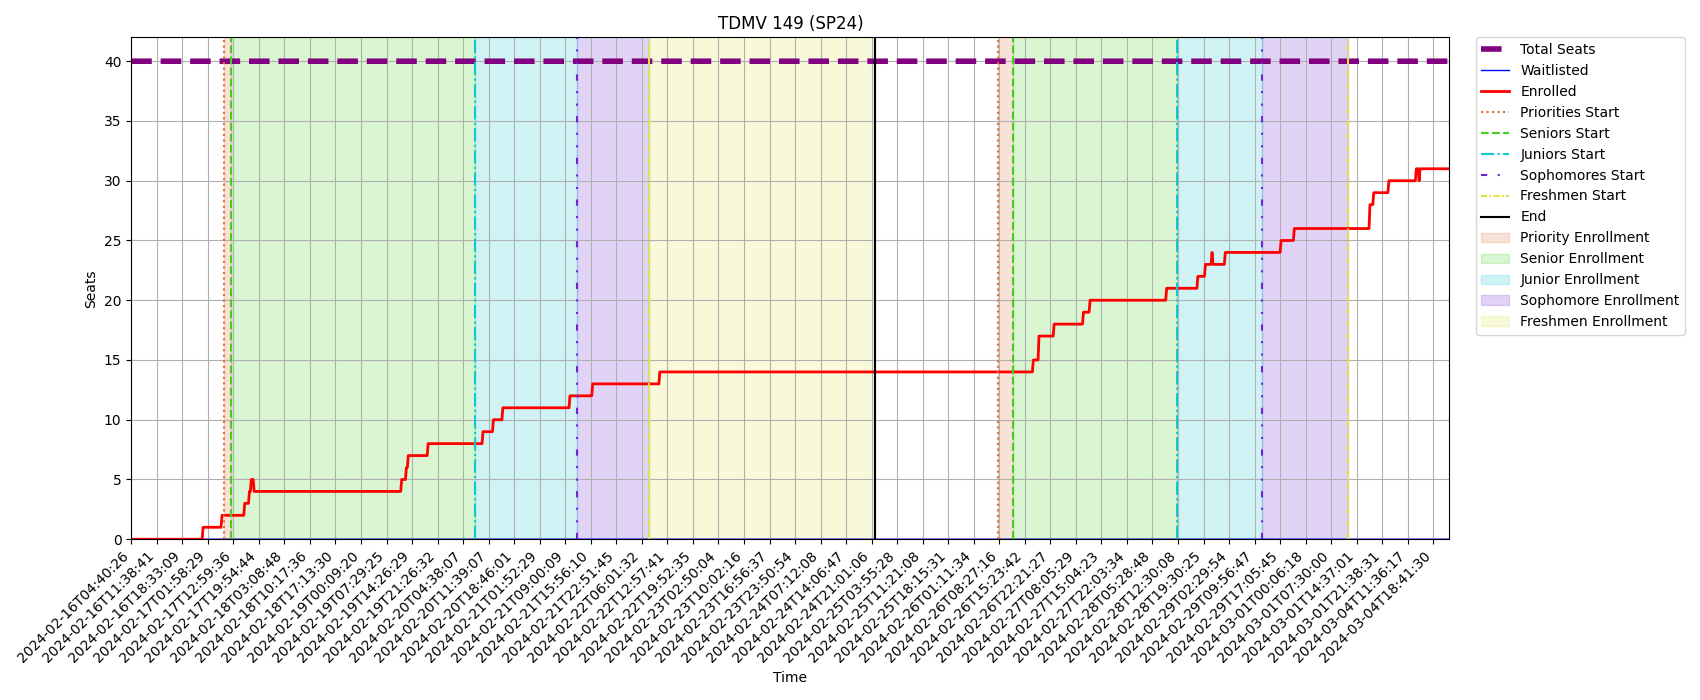 TDMV 149 (SP24)
Seats
40
35
30
25
20
15
10
5
0
2024-02-16T04:40:26
2024-02-16T11:38:41
2024-02-16T18:33:09
2024-02-17T01:58:29
2024-02-17T12:59:36
2024-02-17T19:54:44
2024-02-18T03:08:48
2024-02-18T10:17:36
2024-02-18T17:13:30
2024-02-19T00:09:20
2024-02-19T07:29:25
2024-02-19T14:26:29
2024-02-19T21:26:32
2024-02-20T04:38:07
2024-02-20T11:39:07
2024-02-20T18:46:01
2024-02-21T01:52:29
2024-02-21T09:00:09
2024-02-21T15:56:10
2024-02-21T22:51:45
2024-02-22T06:01:32
2024-02-22T12:57:41
2024-02-22T19:52:35
2024-02-23T02:50:04
2024-02-23T10:02:16
2024-02-23T16:56:37
2024-02-23T23:50:54
2024-02-24T07:12:08
2024-02-24T14:06:47
2024-02-24T21:01:06
2024-02-25T03:55:28
2024-02-25T11:21:08
2024-02-25T18:15:31
2024-02-26T01:11:34
2024-02-26T08:27:16
2024-02-26T15:23:42
2024-02-26T22:21:27
2024-02-27T08:05:29
2024-02-27T15:04:23
2024-02-27T22:03:34
2024-02-28T05:28:48
2024-02-28T12:30:08
2024-02-28T19:30:25
2024-02-29T02:29:54
2024-02-29T09:56:47
2024-02-29T17:05:45
2024-03-01T00:06:18
2024-03-01T07:30:00
2024-03-01T14:37:01
2024-03-01T21:38:31
2024-03-04T11:36:17
2024-03-04T18:41:30
Time
Total Seats
Waitlisted
Enrolled
Priorities Start
Seniors Start
Juniors Start
Sophomores Start
Freshmen Start
End
Priority Enrollment
Senior Enrollment
Junior Enrollment
Sophomore Enrollment
Freshmen Enrollment